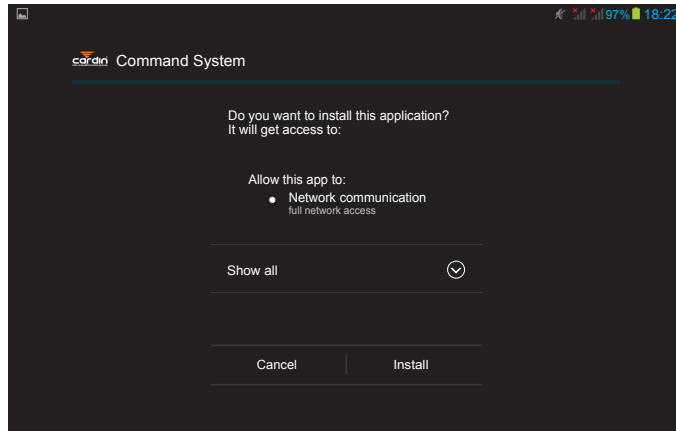 97% 18:22
cardin Command System
Do you want to install this application?
It will get access to:
Allow this app to:
● Network communication
full network access
Show all
Cancel Install